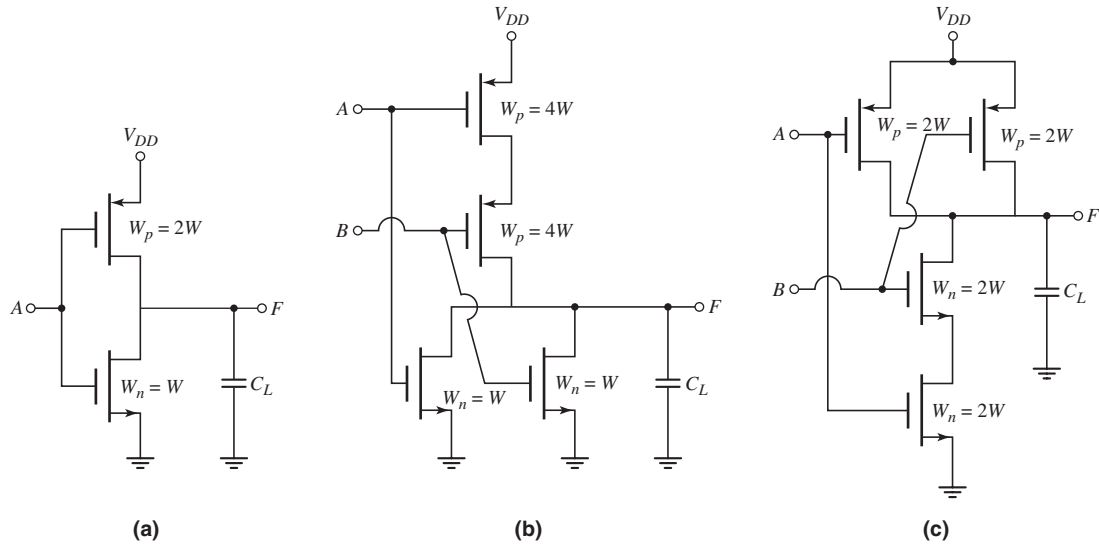 V_DD
A
W_p = 2W
W_n = W
F
C_L
(a)
V_DD
A
W_p = 4W
B
W_p = 4W
F
W_n = W
W_n = W
C_L
(b)
V_DD
A
W_p = 2W
W_p = 2W
F
B
W_n = 2W
C_L
W_n = 2W
(c)